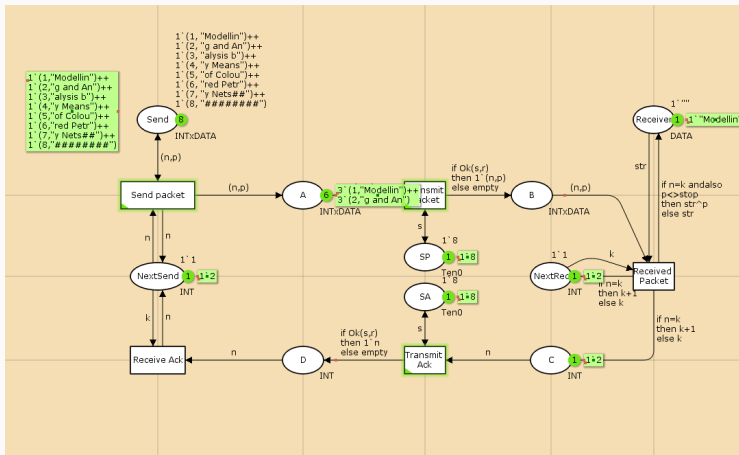 1`(1, "Modellin")++
1`(2, "g and An")++
1`(3, "alysis b")++
1`(4, "y Means")++
1`(5, "of Colou")++
1`(6, "red Petr")++
1`(7, "y Nets##")++
1`(8, "########")
1`(1,"Modellin")++
1`(2,"g and An")++
1`(3,"alysis b")++
1`(4,"y Means")++
1`(5,"of Colou")++
1`(6,"red Petr")++
1`(7,"y Nets##")++
1`(8,"########")
Send
8
INTxDATA
(n,p)
Send packet
(n,p)
A
6
3`(1,"Modellin")++
3`(2,"g and An")
INTxDATA
if Ok(s,r)
then 1`(n,p)
else empty
B
INTxDATA
(n,p)
1`""
Receiver
1
1`"Modellin
DATA
str
if n=k andalso
p<>stop
then str^p
else str
n
n
s
1`8
SP
1
1`8
Ten0
1`1
NextSend
1
1`2
INT
1`8
SA
1
1`8
Ten0
1`1
NextRec
1
1`2
INT
k
if n=k
then k+1
else k
Received
Packet
if n=k
then k+1
else k
k
n
s
Receive Ack
n
D
INT
if Ok(s,r)
then 1`n
else empty
Transmit
Ack
n
C
1
1`2
INT